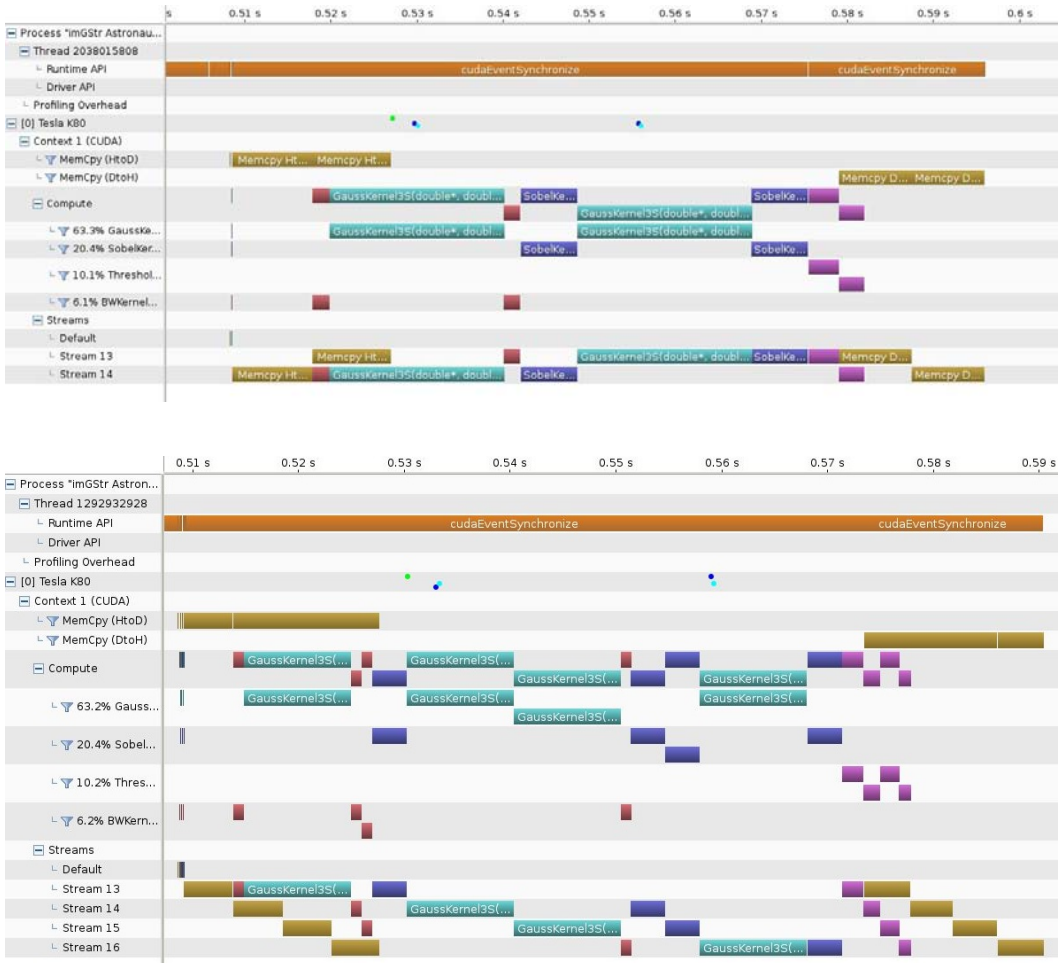 s 0.51 s 0.52 s 0.53 s 0.54 s 0.55 s 0.56 s 0.57 s 0.58 s 0.59 s 0.6 s
Process "imGStr Astronau...
Thread 2038015808
Runtime API cudaEventSynchronize cudaEventSynchronize
Driver API
Profiling Overhead
[0] Tesla K80
Context 1 (CUDA)
MemCpy (HtoD) Memcpy Ht... Memcpy Ht...
MemCpy (DtoH) Memcpy D... Memcpy D...
GaussKernel3S(double*, doubl... SobelKe... SobelKe...
Compute
GaussKernel3S(double*, doubl...
63.3% GaussKe... GaussKernel3S(double*, doubl... GaussKernel3S(double*, doubl...
20.4% SobelKer... SobelKe... SobelKe...
10.1% Threshol...
6.1% BWKernel...
Streams
Default
Stream 13 Memcpy Ht... GaussKernel3S(double*, doubl... SobelKe... Memcpy D...
Stream 14 Memcpy Ht... GaussKernel3S(double*, doubl... SobelKe... Memcpy D...
0.51 s 0.52 s 0.53 s 0.54 s 0.55 s 0.56 s 0.57 s 0.58 s 0.59 s
Process "imGStr Astron...
Thread 1292932928
Runtime API cudaEventSynchronize cudaEventSynchronize
Driver API
Profiling Overhead
[0] Tesla K80
Context 1 (CUDA)
MemCpy (HtoD)
MemCpy (DtoH)
GaussKernel3S(... GaussKernel3S(...
Compute
GaussKernel3S(... GaussKernel3S(...
GaussKernel3S(... GaussKernel3S(... GaussKernel3S(...
63.2% Gauss...
GaussKernel3S(...
20.4% Sobel...
10.2% Thres...
6.2% BWKern...
Streams
Default
Stream 13 GaussKernel3S(...
Stream 14 GaussKernel3S(...
Stream 15 GaussKernel3S(...
Stream 16 GaussKernel3S(...